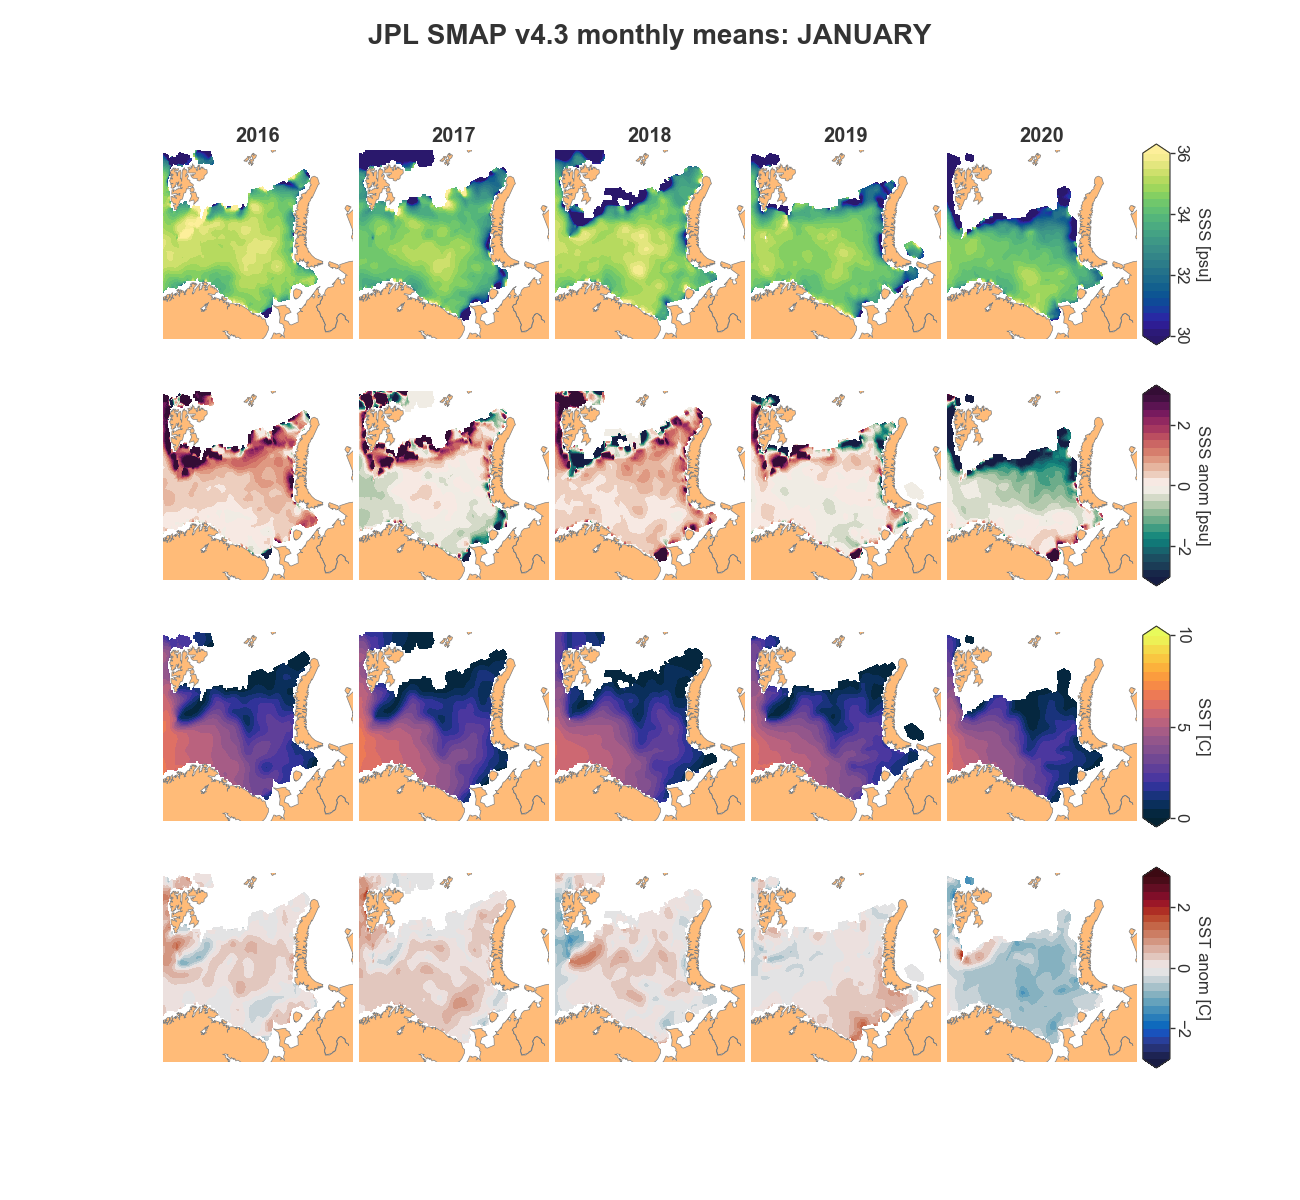 JPL SMAP v4.3 monthly means: JANUARY
2016 2017 2018 2019 2020
36
34
32
30
SSS [psu]
2
0
−2
SSS anom [psu]
10
5
0
SST [C]
2
0
−2
SST anom [C]